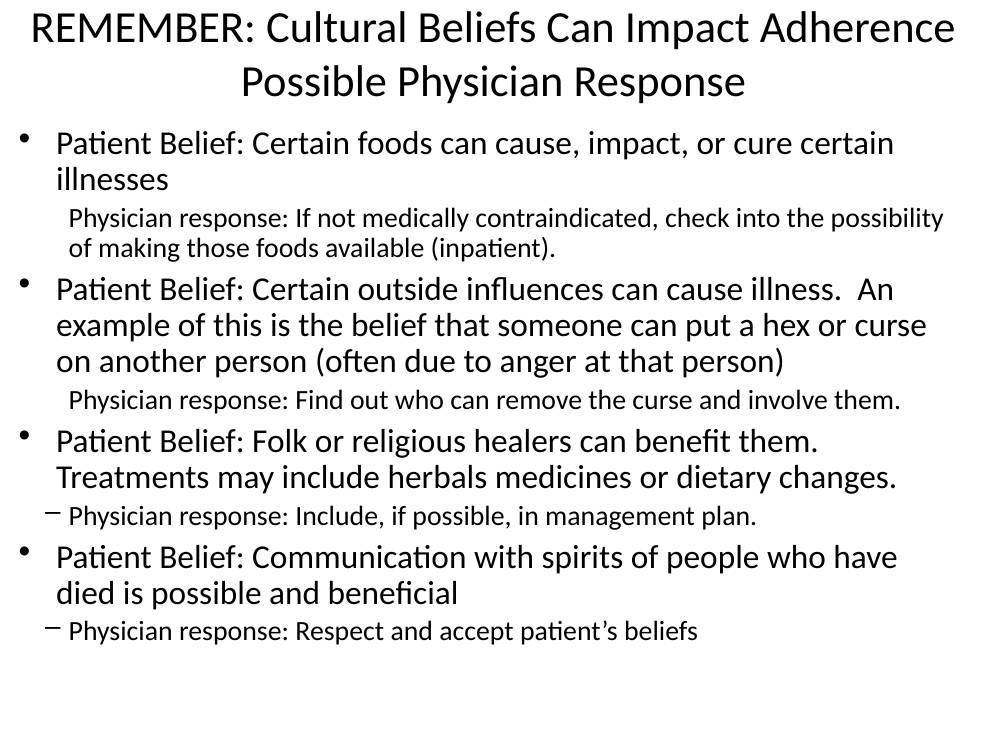 REMEMBER: Cultural Beliefs Can Impact Adherence
Possible Physician Response
• Patient Belief: Certain foods can cause, impact, or cure certain
illnesses
Physician response: If not medically contraindicated, check into the possibility
of making those foods available (inpatient).
• Patient Belief: Certain outside influences can cause illness.  An
example of this is the belief that someone can put a hex or curse
on another person (often due to anger at that person)
Physician response: Find out who can remove the curse and involve them.
• Patient Belief: Folk or religious healers can benefit them.
Treatments may include herbals medicines or dietary changes.
– Physician response: Include, if possible, in management plan.
• Patient Belief: Communication with spirits of people who have
died is possible and beneficial
– Physician response: Respect and accept patient’s beliefs